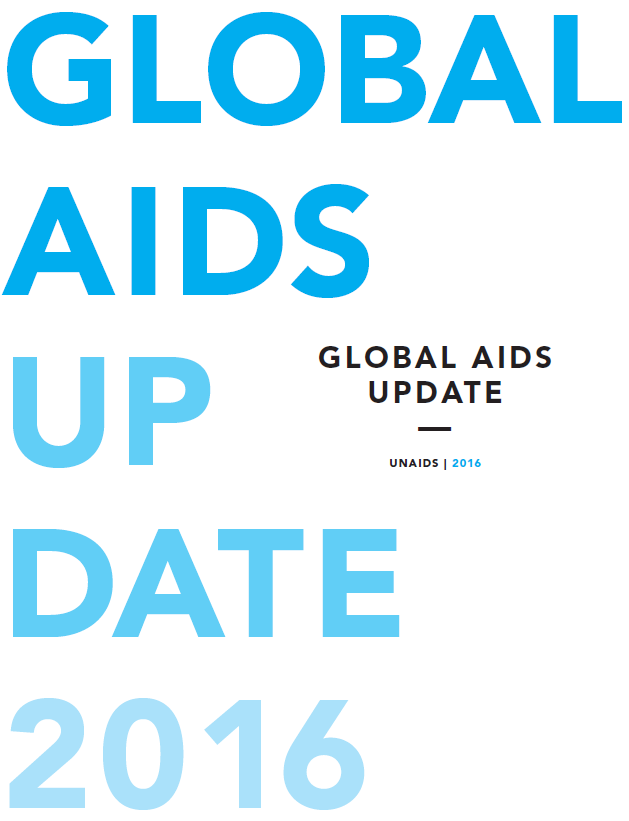 GLOBAL
AIDS
UP
DATE
2016
GLOBAL AIDS
UPDATE
UNAIDS | 2016